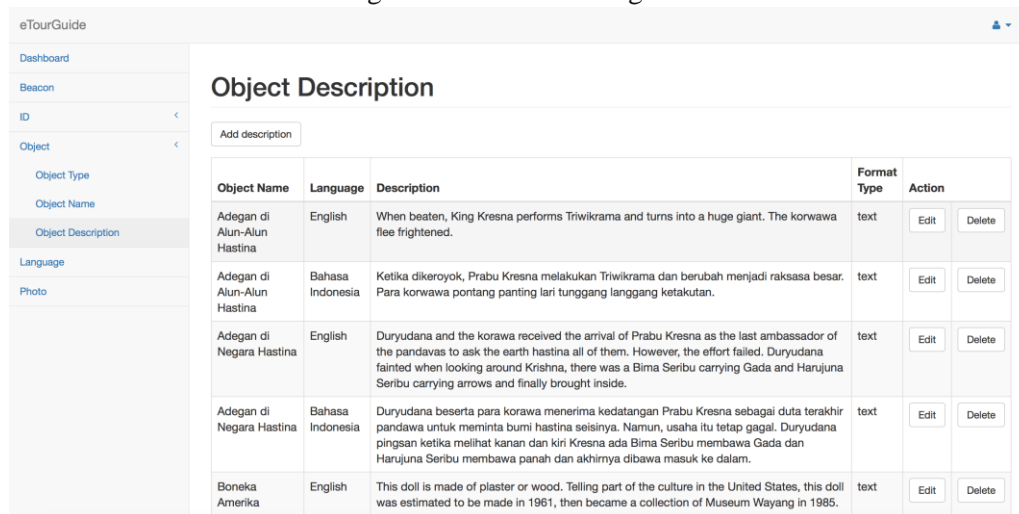 eTourGuide
Dashboard
Beacon
ID
Object
Object Type
Object Name
Object Description
Language
Photo
Object Description
Add description
Object Name Language Description Format Type Action
Adegan di Alun-Alun Hastina English When beaten, King Kresna performs Triwikrama and turns into a huge giant. The korwawa
flee frightened. text Edit Delete
Adegan di Alun-Alun Hastina Bahasa Indonesia Ketika dikeroyok, Prabu Kresna melakukan Triwikrama dan berubah menjadi raksasa besar.
Para korwawa pontang panting lari tunggang langgang ketakutan. text Edit Delete
Adegan di Negara Hastina English Duryudana and the korawa received the arrival of Prabu Kresna as the last ambassador of
the pandavas to ask the earth hastina all of them. However, the effort failed. Duryudana
fainted when looking around Krishna, there was a Bima Seribu carrying Gada and Harujuna
Seribu carrying arrows and finally brought inside. text Edit Delete
Adegan di Negara Hastina Bahasa Indonesia Duryudana beserta para korawa menerima kedatangan Prabu Kresna sebagai duta terakhir
pandawa untuk meminta bumi hastina seisinya. Namun, usaha itu tetap gagal. Duryudana
pingsan ketika melihat kanan dan kiri Kresna ada Bima Seribu membawa Gada dan
Harujuna Seribu membawa panah dan akhirnya dibawa masuk ke dalam. text Edit Delete
Boneka Amerika English This doll is made of plaster or wood. Telling part of the culture in the United States, this doll
was estimated to be made in 1961, then became a collection of Museum Wayang in 1985. text Edit Delete